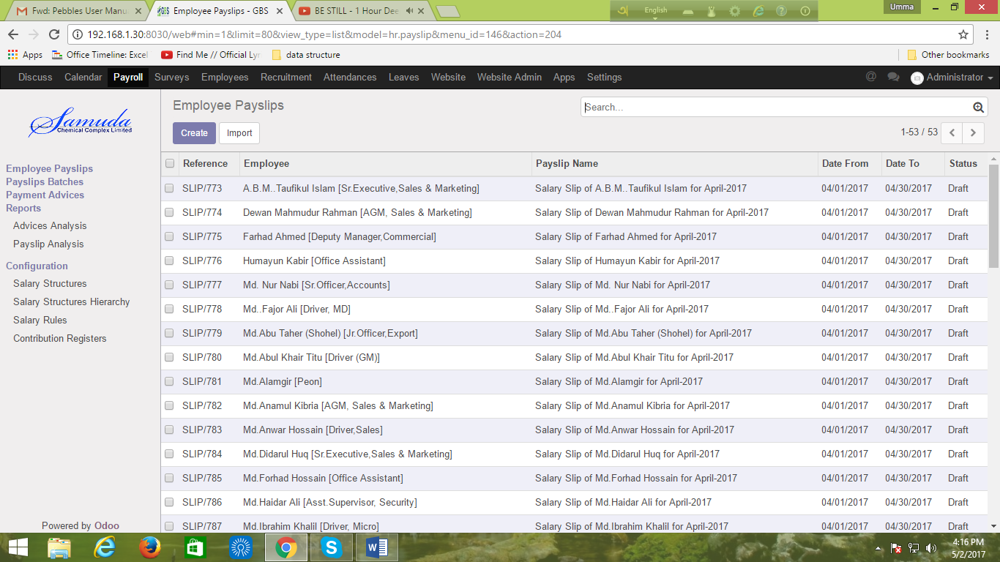 Fwd: Pebbles User Manu
Employee Payslips - GBS
BE STILL - 1 Hour Dee
English
Umma
192.168.1.30:8030/web#min=1&limit=80&view_type=list&model=hr.payslip&menu_id=146&action=204
Apps Office Timeline: Excel Find Me // Official Lyr data structure Other bookmarks
Discuss Calendar Payroll Surveys Employees Recruitment Attendances Leaves Website Website Admin Apps Settings @ Administrator
Samuda
Chemical Complex Limited
Employee Payslips
Payslips Batches
Payment Advices
Reports
Advices Analysis
Payslip Analysis
Configuration
Salary Structures
Salary Structures Hierarchy
Salary Rules
Contribution Registers
Powered by Odoo
Employee Payslips
Search...
Create Import
1-53 / 53
Reference Employee Payslip Name Date From Date To Status
SLIP/773 A.B.M..Taufikul Islam [Sr.Executive,Sales & Marketing] Salary Slip of A.B.M..Taufikul Islam for April-2017 04/01/2017 04/30/2017 Draft
SLIP/774 Dewan Mahmudur Rahman [AGM, Sales & Marketing] Salary Slip of Dewan Mahmudur Rahman for April-2017 04/01/2017 04/30/2017 Draft
SLIP/775 Farhad Ahmed [Deputy Manager,Commercial] Salary Slip of Farhad Ahmed for April-2017 04/01/2017 04/30/2017 Draft
SLIP/776 Humayun Kabir [Office Assistant] Salary Slip of Humayun Kabir for April-2017 04/01/2017 04/30/2017 Draft
SLIP/777 Md. Nur Nabi [Sr.Officer,Accounts] Salary Slip of Md. Nur Nabi for April-2017 04/01/2017 04/30/2017 Draft
SLIP/778 Md..Fajor Ali [Driver, MD] Salary Slip of Md..Fajor Ali for April-2017 04/01/2017 04/30/2017 Draft
SLIP/779 Md.Abu Taher (Shohel) [Jr.Officer,Export] Salary Slip of Md.Abu Taher (Shohel) for April-2017 04/01/2017 04/30/2017 Draft
SLIP/780 Md.Abul Khair Titu [Driver (GM)] Salary Slip of Md.Abul Khair Titu for April-2017 04/01/2017 04/30/2017 Draft
SLIP/781 Md.Alamgir [Peon] Salary Slip of Md.Alamgir for April-2017 04/01/2017 04/30/2017 Draft
SLIP/782 Md.Anamul Kibria [AGM, Sales & Marketing] Salary Slip of Md.Anamul Kibria for April-2017 04/01/2017 04/30/2017 Draft
SLIP/783 Md.Anwar Hossain [Driver,Sales] Salary Slip of Md.Anwar Hossain for April-2017 04/01/2017 04/30/2017 Draft
SLIP/784 Md.Didarul Huq [Sr.Executive,Sales & Marketing] Salary Slip of Md.Didarul Huq for April-2017 04/01/2017 04/30/2017 Draft
SLIP/785 Md.Forhad Hossain [Office Assistant] Salary Slip of Md.Forhad Hossain for April-2017 04/01/2017 04/30/2017 Draft
SLIP/786 Md.Haidar Ali [Asst.Supervisor, Security] Salary Slip of Md.Haidar Ali for April-2017 04/01/2017 04/30/2017 Draft
SLIP/787 Md.Ibrahim Khalil [Driver, Micro] Salary Slip of Md.Ibrahim Khalil for April-2017 04/01/2017 04/30/2017 Draft
4:16 PM
5/2/2017